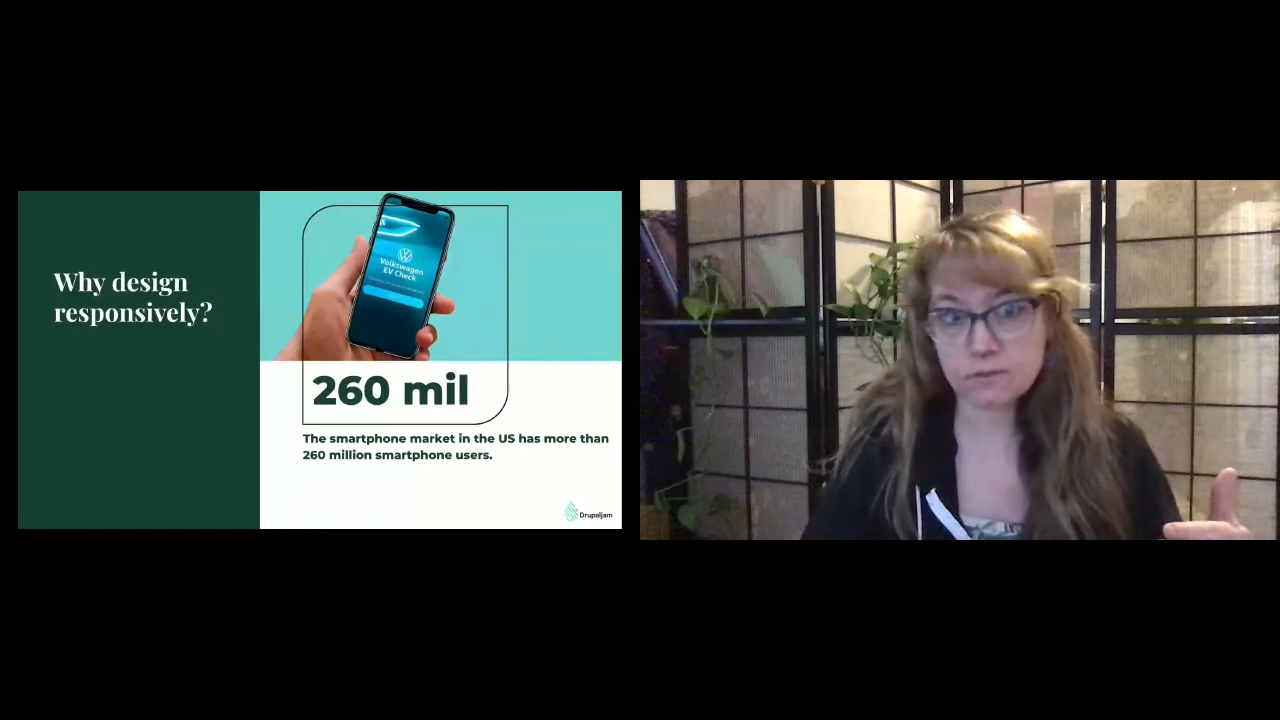 Why design
responsively?
Volkswagen
EV Check
260 mil
The smartphone market in the US has more than
260 million smartphone users.
Drupaljam